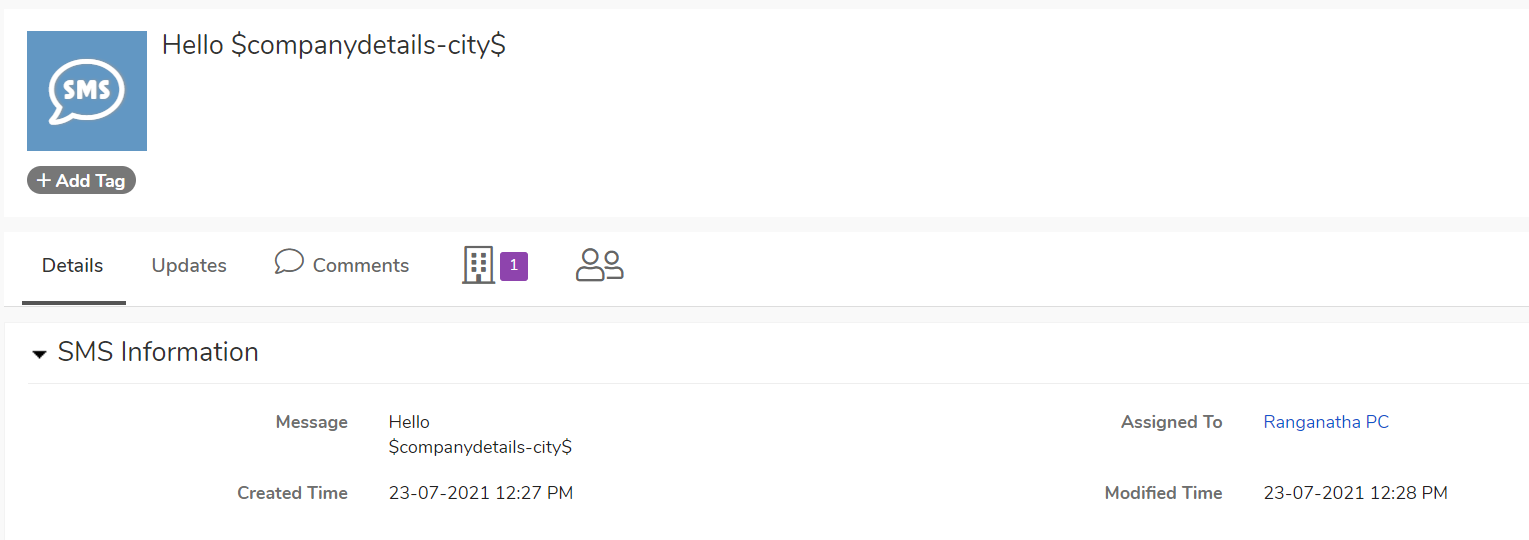 Hello $companydetails-city$
SMS
+ Add Tag
Details Updates Comments 1
SMS Information
Message Hello Assigned To Ranganatha PC
$companydetails-city$
Created Time 23-07-2021 12:27 PM Modified Time 23-07-2021 12:28 PM